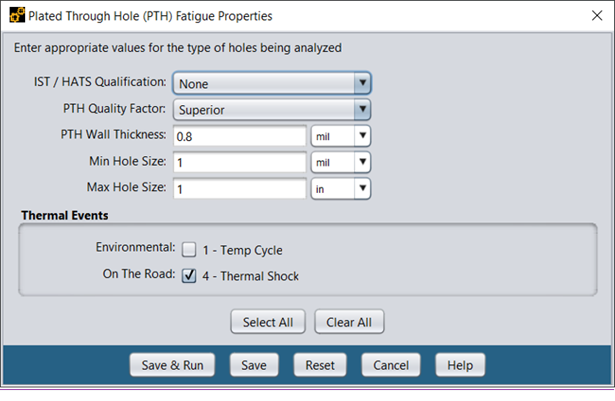 Plated Through Hole (PTH) Fatigue Properties
Enter appropriate values for the type of holes being analyzed
IST / HATS Qualification: None
PTH Quality Factor: Superior
PTH Wall Thickness: 0.8 mil
Min Hole Size: 1 mil
Max Hole Size: 1 in
Thermal Events
Environmental: 1 - Temp Cycle
On The Road: 4 - Thermal Shock
Select All Clear All
Save & Run Save Reset Cancel Help